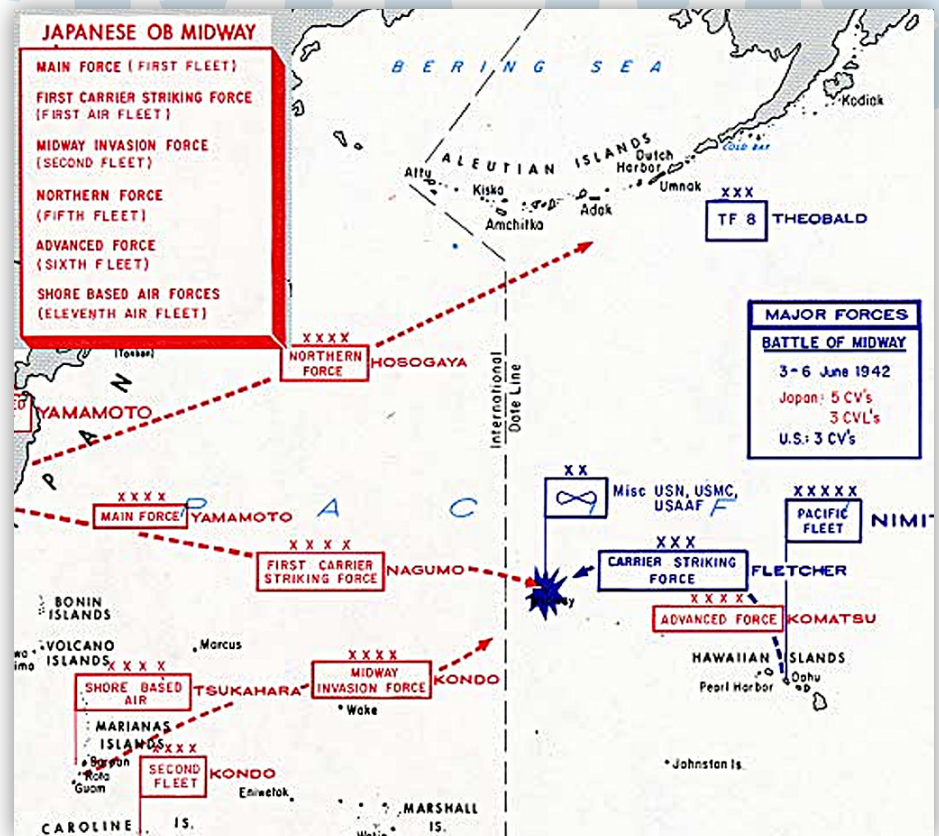 JAPANESE OB MIDWAY
MAIN FORCE (FIRST FLEET)
FIRST CARRIER STRIKING FORCE
(FIRST AIR FLEET)
MIDWAY INVASION FORCE
(SECOND FLEET)
NORTHERN FORCE
(FIFTH FLEET)
ADVANCED FORCE
(SIXTH FLEET)
SHORE BASED AIR FORCES
(ELEVENTH AIR FLEET)
BERING SEA
Kodiak
COLD BAY
ALEUTIAN ISLANDS
Dutch
Harbor
Umnak
Attu
Kiska
Amchitka
Adak
XXX
TF 8 THEOBALD
MAJOR FORCES
BATTLE OF MIDWAY
3-6 June 1942
Japan: 5 CV's
3 CVL's
U.S.: 3 CV's
XXXX
NORTHERN
FORCE
HOSOGAYA
International
Date Line
YAMAMOTO
P A N
P A C I F
XXXX
MAIN FORCE YAMAMOTO
XXXX
FIRST CARRIER
STRIKING FORCE
NAGUMO
XX
Misc USN, USMC,
USAAF
XXXXX
PACIFIC
FLEET
NIMIT
XXX
CARRIER STRIKING
FORCE
FLETCHER
XXXX
ADVANCED FORCE KOMATSU
HAWAIIAN ISLANDS
Pearl Harbor
Oahu
BONIN
ISLANDS
VOLCANO
ISLANDS
Marcus
XXXX
SHORE BASED
AIR
TSUKAHARA
XXXX
MIDWAY
INVASION FORCE
KONDO
Wake
MARIANAS
ISLANDS
Rota
Guam
XXXX
SECOND
FLEET
KONDO
Eniwetok
Johnston Is.
MARSHALL
IS.
CAROLINE IS.